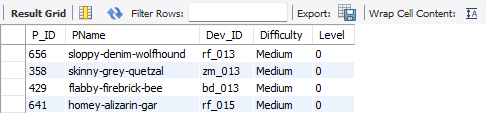 Result Grid Filter Rows: Export: Wrap Cell Content:
P_ID PName Dev_ID Difficulty Level
656 sloppy-denim-wolfhound rf_013 Medium 0
358 skinny-grey-quetzal zm_013 Medium 0
429 flabby-firebrick-bee bd_013 Medium 0
641 homey-alizarin-gar rf_015 Medium 0